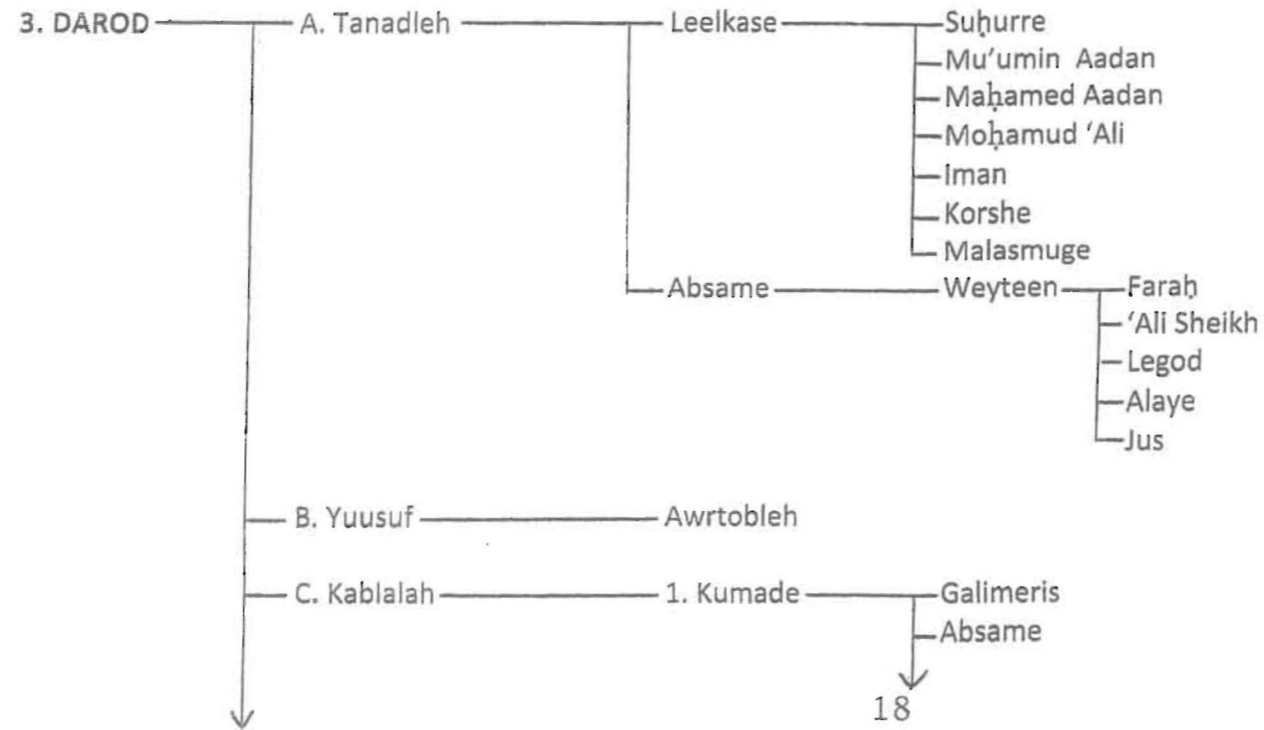 3. DAROD A. Tanadleh Leelkase Suḥurre
Mu’umin Aadan
Maḥamed Aadan
Moḥamud ‘Ali
Iman
Korshe
Malasmuge
Absame Weyteen Faraḥ
‘Ali Sheikh
Legod
Alaye
Jus
B. Yuusuf Awrtobleh
C. Kablalah 1. Kumade Galimeris
Absame
18